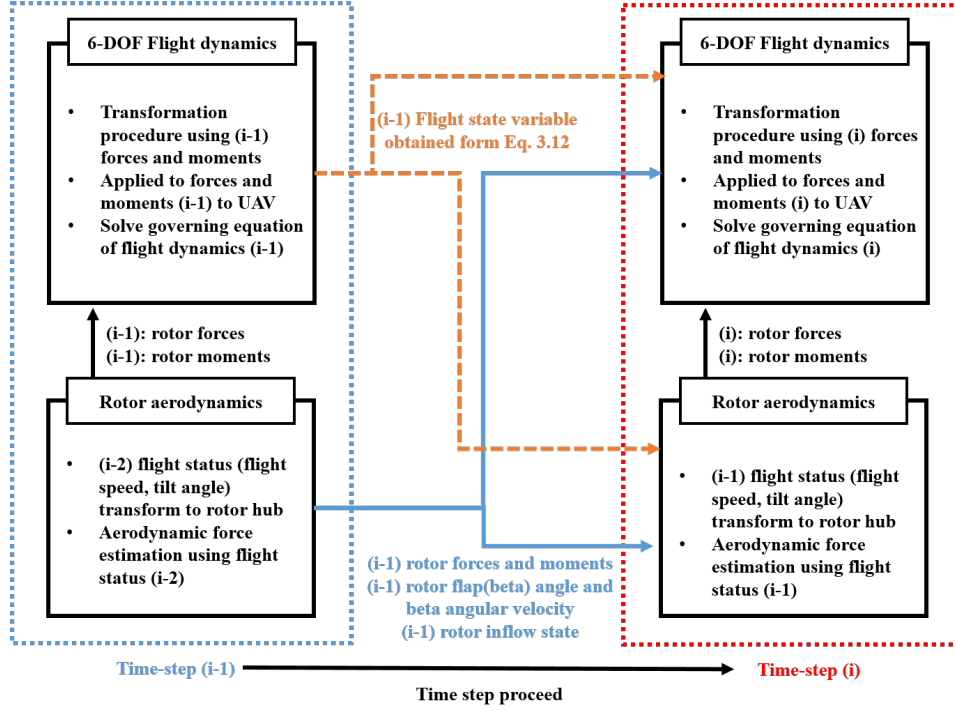 6-DOF Flight dynamics
• Transformation
procedure using (i-1)
forces and moments
• Applied to forces and
moments (i-1) to UAV
• Solve governing equation
of flight dynamics (i-1)
(i-1): rotor forces
(i-1): rotor moments
Rotor aerodynamics
• (i-2) flight status (flight
speed, tilt angle)
transform to rotor hub
• Aerodynamic force
estimation using flight
status (i-2)
(i-1) Flight state variable
obtained form Eq. 3.12
(i-1) rotor forces and moments
(i-1) rotor flap(beta) angle and
beta angular velocity
(i-1) rotor inflow state
6-DOF Flight dynamics
• Transformation
procedure using (i) forces
and moments
• Applied to forces and
moments (i) to UAV
• Solve governing equation
of flight dynamics (i)
(i): rotor forces
(i): rotor moments
Rotor aerodynamics
• (i-1) flight status (flight
speed, tilt angle)
transform to rotor hub
• Aerodynamic force
estimation using flight
status (i-1)
Time-step (i-1)
Time step proceed
Time-step (i)